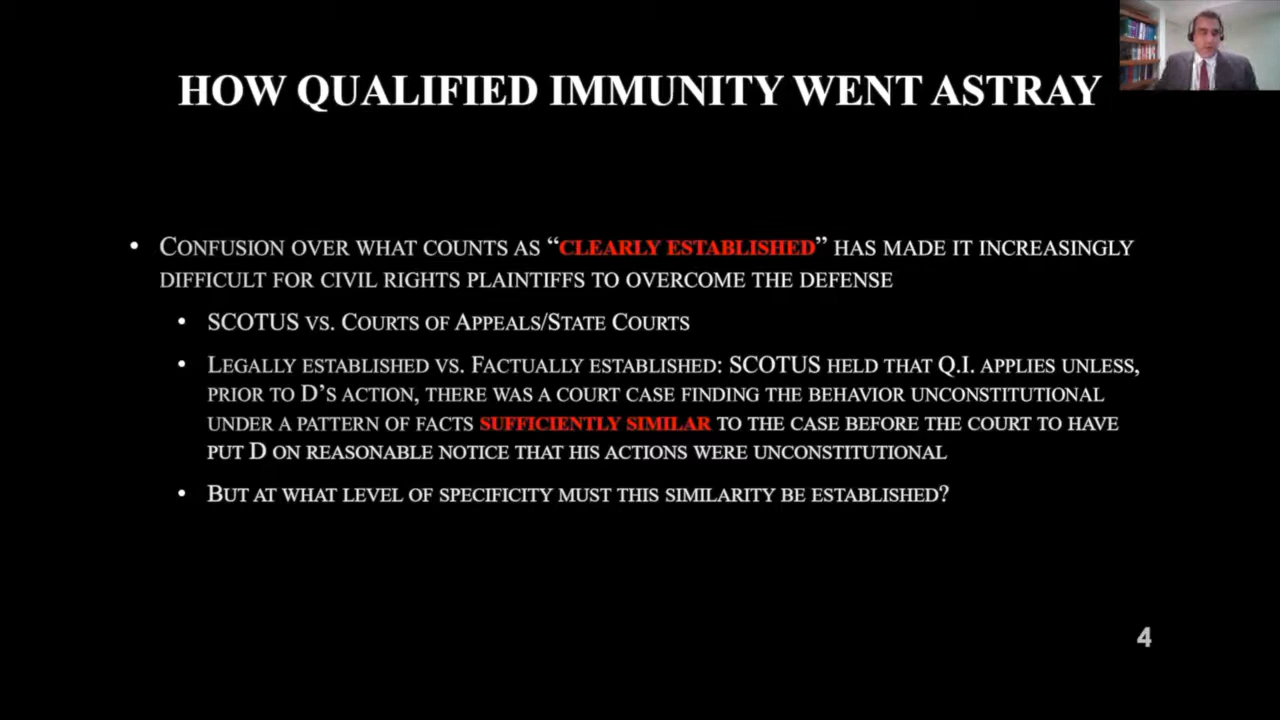 HOW QUALIFIED IMMUNITY WENT ASTRAY
• CONFUSION OVER WHAT COUNTS AS “CLEARLY ESTABLISHED” HAS MADE IT INCREASINGLY
DIFFICULT FOR CIVIL RIGHTS PLAINTIFFS TO OVERCOME THE DEFENSE
• SCOTUS VS. COURTS OF APPEALS/STATE COURTS
• LEGALLY ESTABLISHED VS. FACTUALLY ESTABLISHED: SCOTUS HELD THAT Q.I. APPLIES UNLESS,
PRIOR TO D’S ACTION, THERE WAS A COURT CASE FINDING THE BEHAVIOR UNCONSTITUTIONAL
UNDER A PATTERN OF FACTS SUFFICIENTLY SIMILAR TO THE CASE BEFORE THE COURT TO HAVE
PUT D ON REASONABLE NOTICE THAT HIS ACTIONS WERE UNCONSTITUTIONAL
• BUT AT WHAT LEVEL OF SPECIFICITY MUST THIS SIMILARITY BE ESTABLISHED?
4